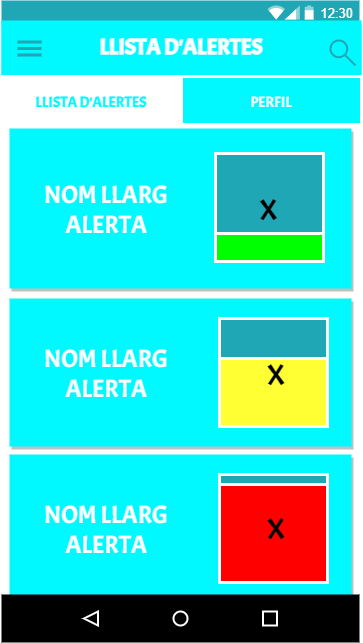 12:30
LLISTA D'ALERTES
LLISTA D'ALERTES
PERFIL
NOM LLARG
ALERTA
X
NOM LLARG
ALERTA
X
NOM LLARG
ALERTA
X